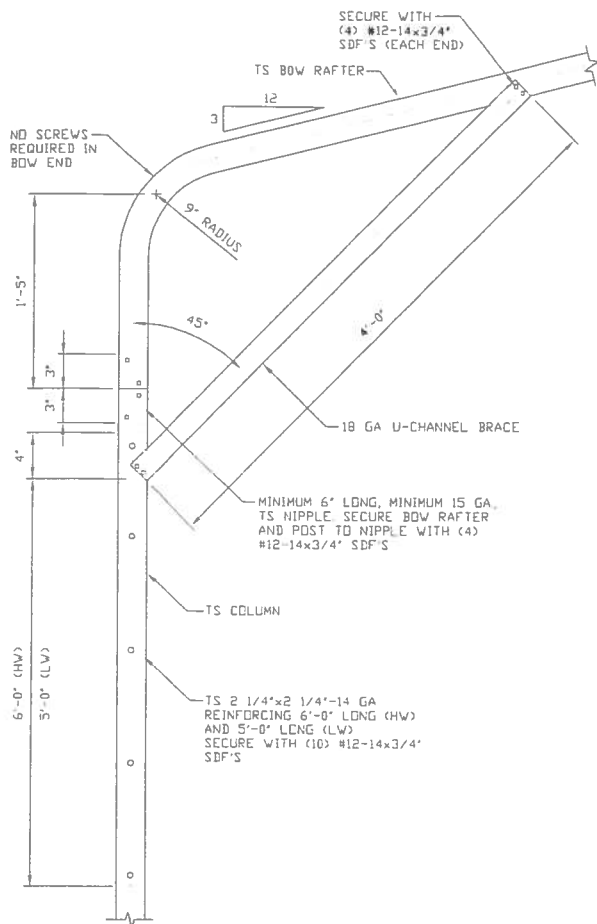 SECURE WITH
(4) #12-14x3/4"
SDF'S (EACH END)
TS BOW RAFTER
12
3
NO SCREWS
REQUIRED IN
BOW END
9" RADIUS
1'-5"
45°
4'-0"
3"
3"
18 GA U-CHANNEL BRACE
4"
MINIMUM 6" LONG, MINIMUM 15 GA
TS NIPPLE. SECURE BOW RAFTER
AND POST TO NIPPLE WITH (4)
#12-14x3/4" SDF'S
TS COLUMN
6'-0" (HW)
5'-0" (LW)
TS 2 1/4"x2 1/4"-14 GA
REINFORCING 6'-0" LONG (HW)
AND 5'-0" LONG (LW)
SECURE WITH (10) #12-14x3/4"
SDF'S